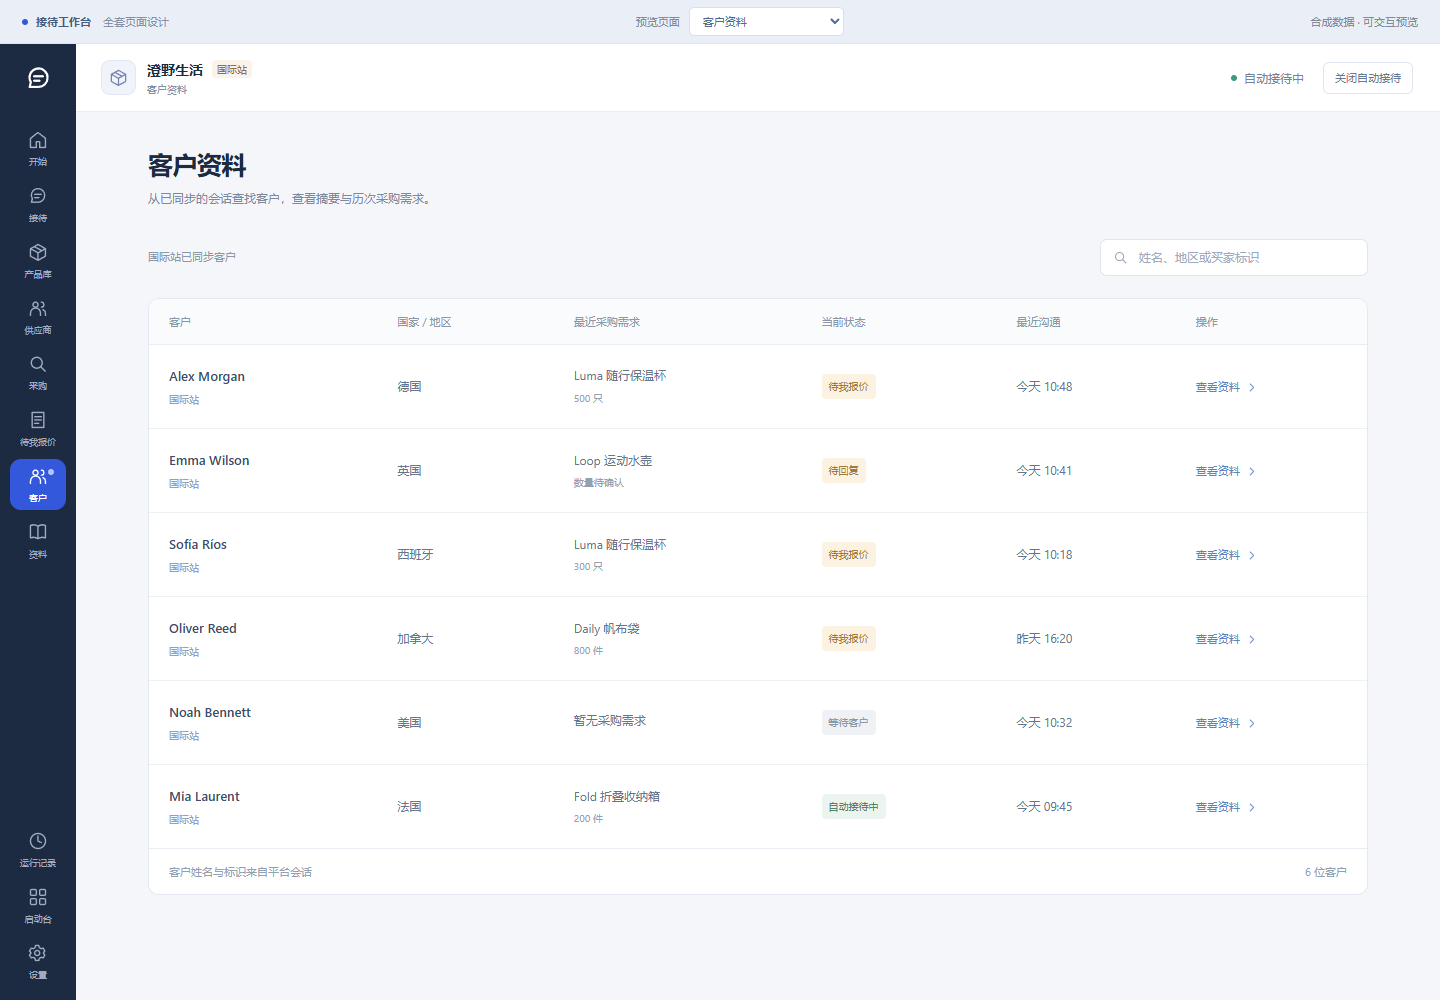 接待工作台 全套页面设计 预览页面 客户资料 合成数据 · 可交互预览
澄野生活 国际站
客户资料
自动接待中 关闭自动接待
开始
接待
产品库
供应商
采购
待我报价
客户
资料
运行记录
启动台
设置
客户资料
从已同步的会话查找客户，查看摘要与历次采购需求。
国际站已同步客户 姓名、地区或买家标识
客户 国家 / 地区 最近采购需求 当前状态 最近沟通 操作
Alex Morgan 德国 Luma 随行保温杯 待我报价 今天 10:48 查看资料
国际站 500 只
Emma Wilson 英国 Loop 运动水壶 待回复 今天 10:41 查看资料
国际站 数量待确认
Sofía Ríos 西班牙 Luma 随行保温杯 待我报价 今天 10:18 查看资料
国际站 300 只
Oliver Reed 加拿大 Daily 帆布袋 待我报价 昨天 16:20 查看资料
国际站 800 件
Noah Bennett 美国 暂无采购需求 等待客户 今天 10:32 查看资料
国际站
Mia Laurent 法国 Fold 折叠收纳箱 自动接待中 今天 09:45 查看资料
国际站 200 件
客户姓名与标识来自平台会话 6 位客户